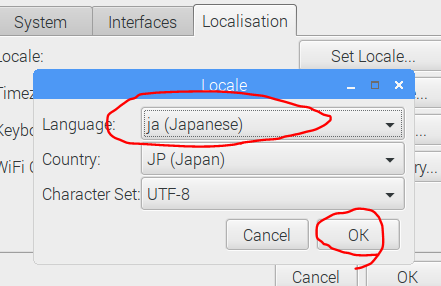 System Interfaces Localisation
Locale: Set Locale...
Locale
Timez
Language: ja (Japanese)
Keybo
Country: JP (Japan)
WiFi C ry...
Character Set: UTF-8
Cancel OK
Cancel OK